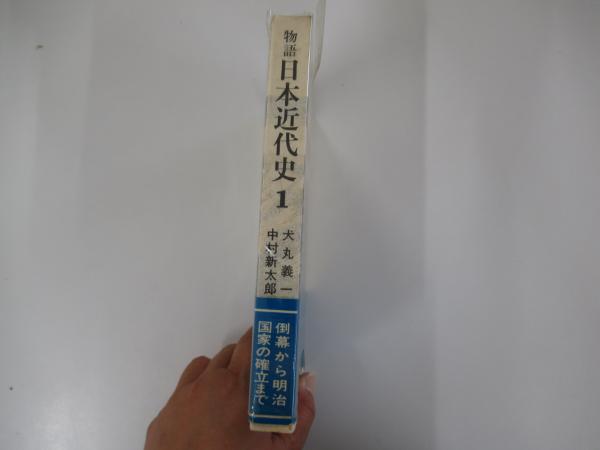 物語
日本近代史 1
犬丸義一
中村新太郎
倒幕から明治
国家の確立まで